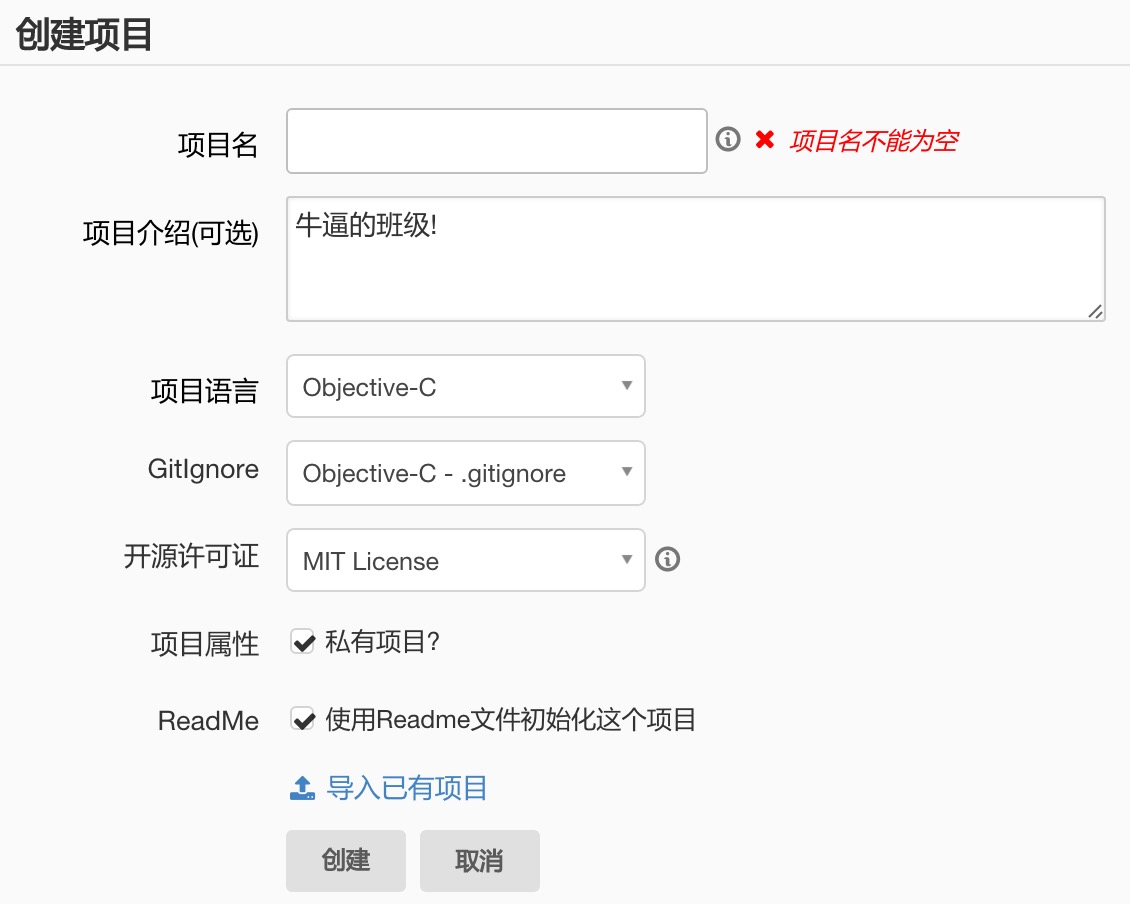 创建项目
项目名
项目名不能为空
项目介绍(可选)
牛逼的班级!
项目语言
Objective-C
GitIgnore
Objective-C - .gitignore
开源许可证
MIT License
项目属性
私有项目?
ReadMe
使用Readme文件初始化这个项目
导入已有项目
创建
取消